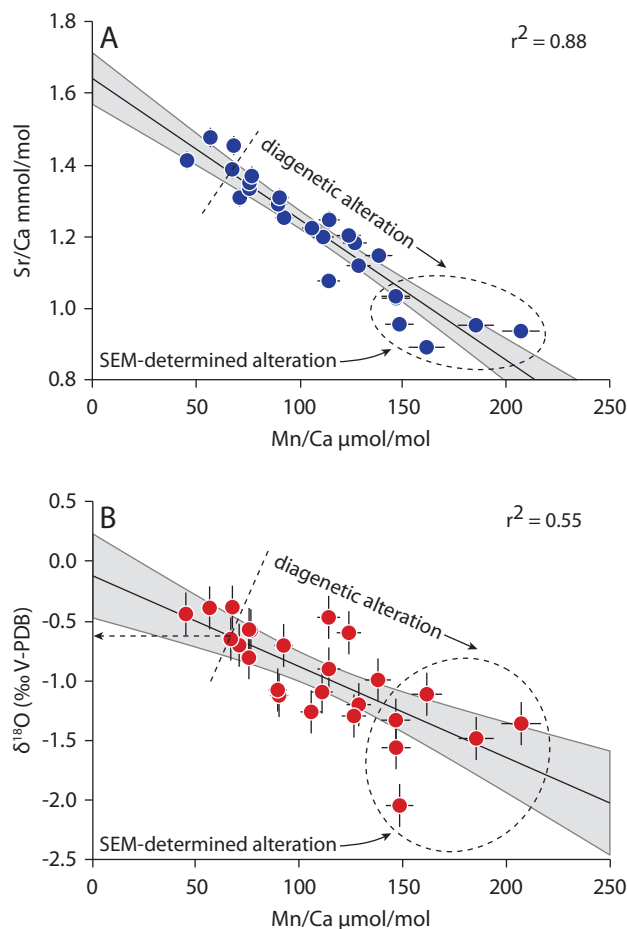 A
r² = 0.88
1.8
1.6
1.4
1.2
1.0
0.8
Sr/Ca mmol/mol
diagenetic alteration
SEM-determined alteration
0 50 100 150 200 250
Mn/Ca μmol/mol
B
r² = 0.55
0.5
0.0
-0.5
-1.0
-1.5
-2.0
-2.5
δ¹⁸O (‰ V-PDB)
diagenetic alteration
SEM-determined alteration
0 50 100 150 200 250
Mn/Ca μmol/mol